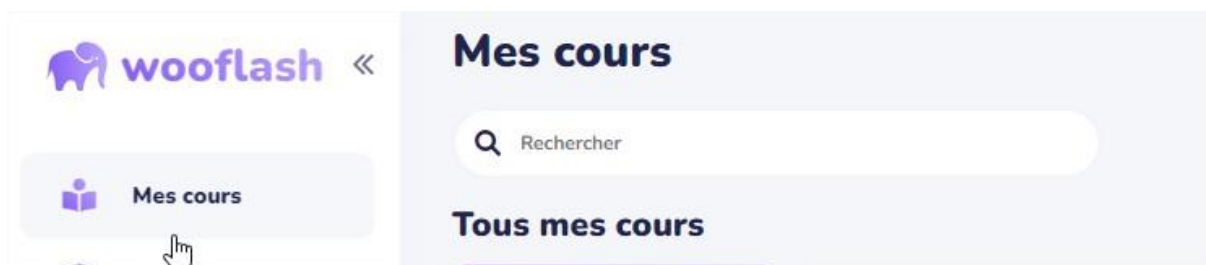 wooflash «
Mes cours
Mes cours
Rechercher
Tous mes cours